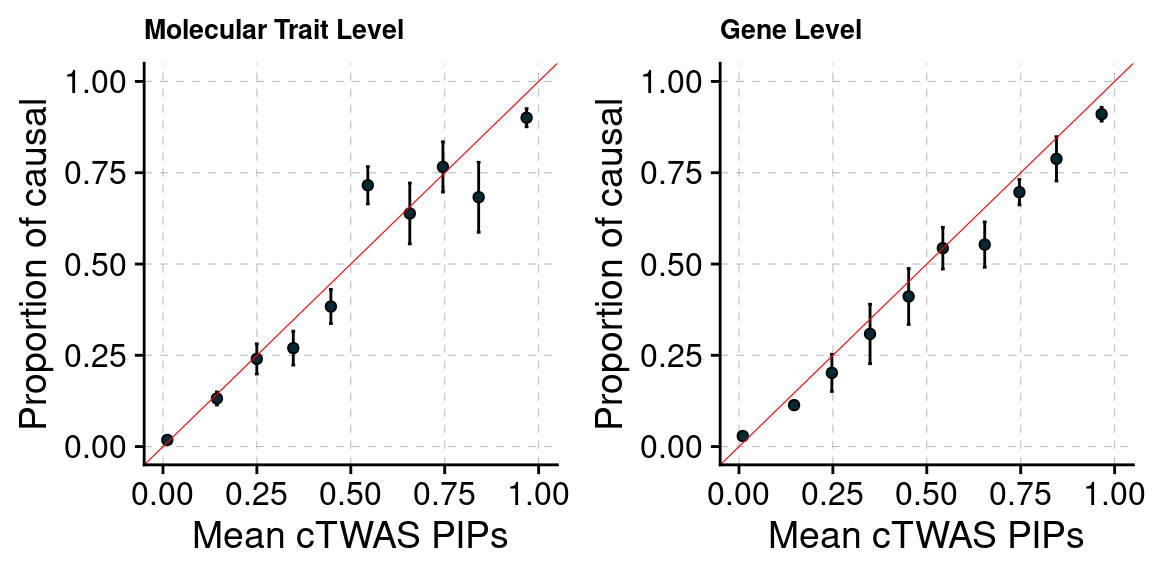 Molecular Trait Level
Proportion of causal
1.00
0.75
0.50
0.25
0.00
0.00 0.25 0.50 0.75 1.00
Mean cTWAS PIPs
Gene Level
Proportion of causal
1.00
0.75
0.50
0.25
0.00
0.00 0.25 0.50 0.75 1.00
Mean cTWAS PIPs